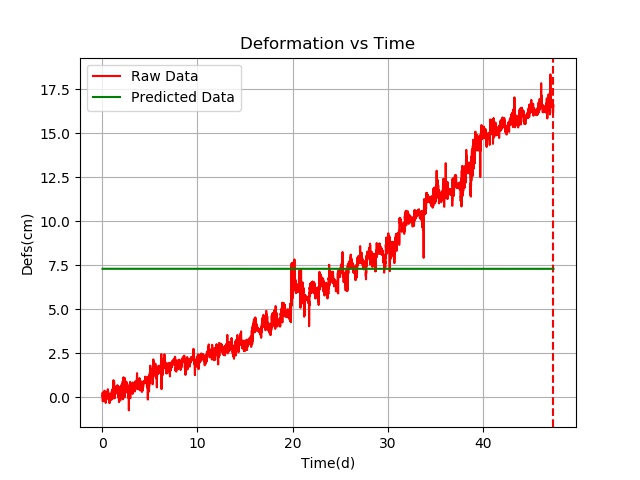 Deformation vs Time
Raw Data
Predicted Data
17.5
15.0
12.5
10.0
7.5
5.0
2.5
0.0
Defs(cm)
0 10 20 30 40
Time(d)